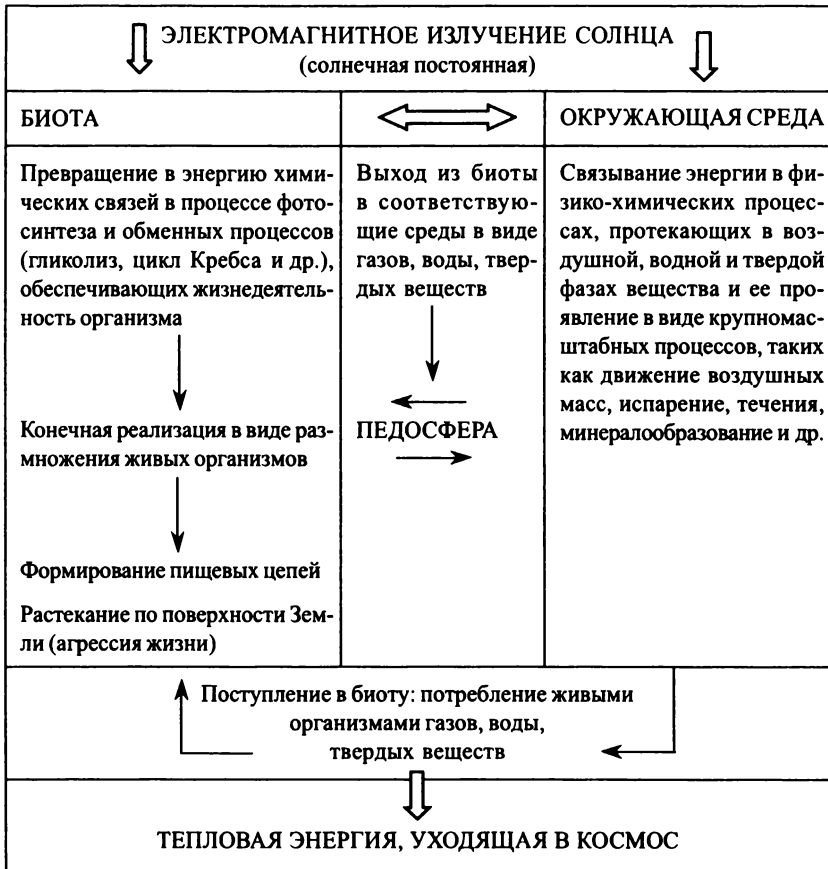 ЭЛЕКТРОМАГНИТНОЕ ИЗЛУЧЕНИЕ СОЛНЦА
(солнечная постоянная)
БИОТА
ОКРУЖАЮЩАЯ СРЕДА
Превращение в энергию хими-
ческих связей в процессе фото-
синтеза и обменных процессов
(гликолиз, цикл Кребса и др.),
обеспечивающих жизнедеятель-
ность организма
Конечная реализация в виде раз-
множения живых организмов
Формирование пищевых цепей
Растекание по поверхности Зем-
ли (агрессия жизни)
Выход из биоты
в соответствую-
щие среды в виде
газов, воды, твер-
дых веществ
ПЕДОСФЕРА
Связывание энергии в фи-
зико-химических процес-
сах, протекающих в воз-
душной, водной и твердой
фазах вещества и ее про-
явление в виде крупномас-
штабных процессов, таких
как движение воздушных
масс, испарение, течения,
минералообразование и др.
Поступление в биоту: потребление живыми
организмами газов, воды,
твердых веществ
ТЕПЛОВАЯ ЭНЕРГИЯ, УХОДЯЩАЯ В КОСМОС